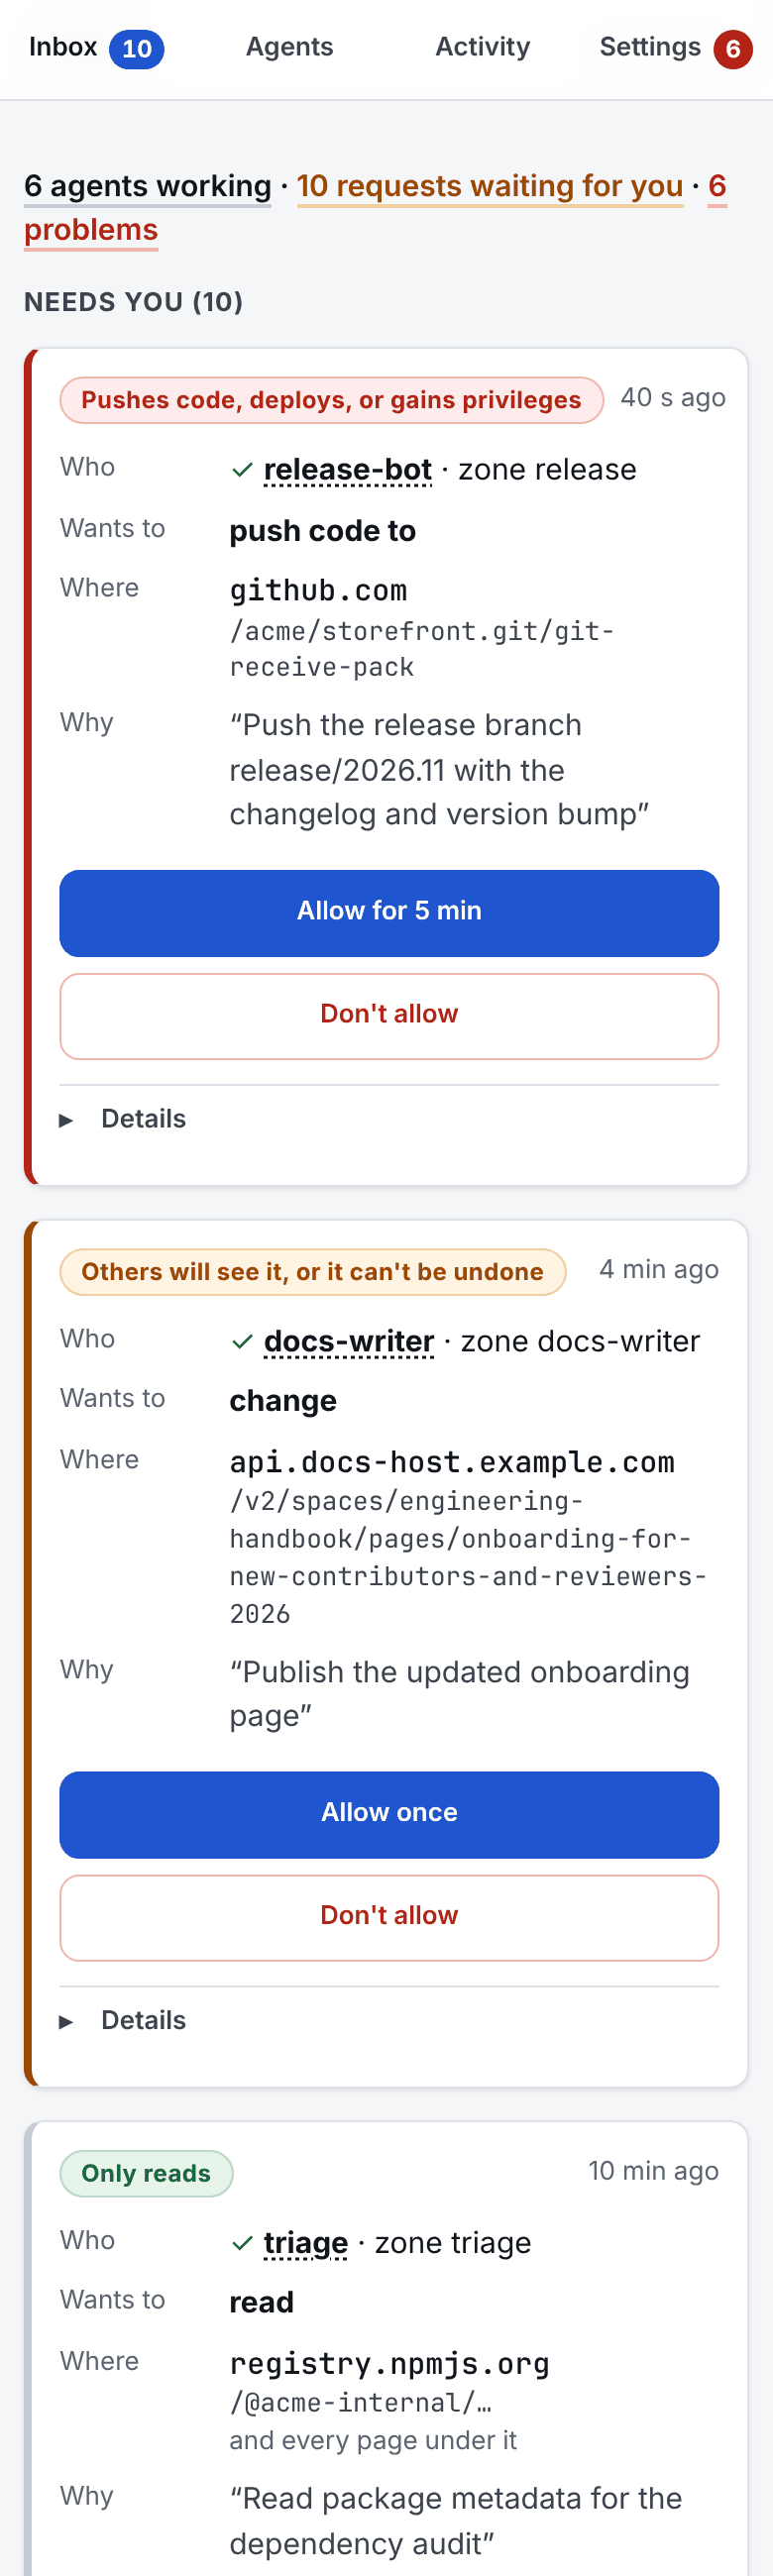 Inbox 10 Agents Activity Settings 6
6 agents working · 10 requests waiting for you · 6
problems
NEEDS YOU (10)
Pushes code, deploys, or gains privileges 40 s ago
Who ✓ release-bot · zone release
Wants to push code to
Where github.com
/acme/storefront.git/git-
receive-pack
Why “Push the release branch
release/2026.11 with the
changelog and version bump”
Allow for 5 min
Don't allow
▸ Details
Others will see it, or it can't be undone 4 min ago
Who ✓ docs-writer · zone docs-writer
Wants to change
Where api.docs-host.example.com
/v2/spaces/engineering-
handbook/pages/onboarding-for-
new-contributors-and-reviewers-
2026
Why “Publish the updated onboarding
page”
Allow once
Don't allow
▸ Details
Only reads 10 min ago
Who ✓ triage · zone triage
Wants to read
Where registry.npmjs.org
/@acme-internal/…
and every page under it
Why “Read package metadata for the
dependency audit”